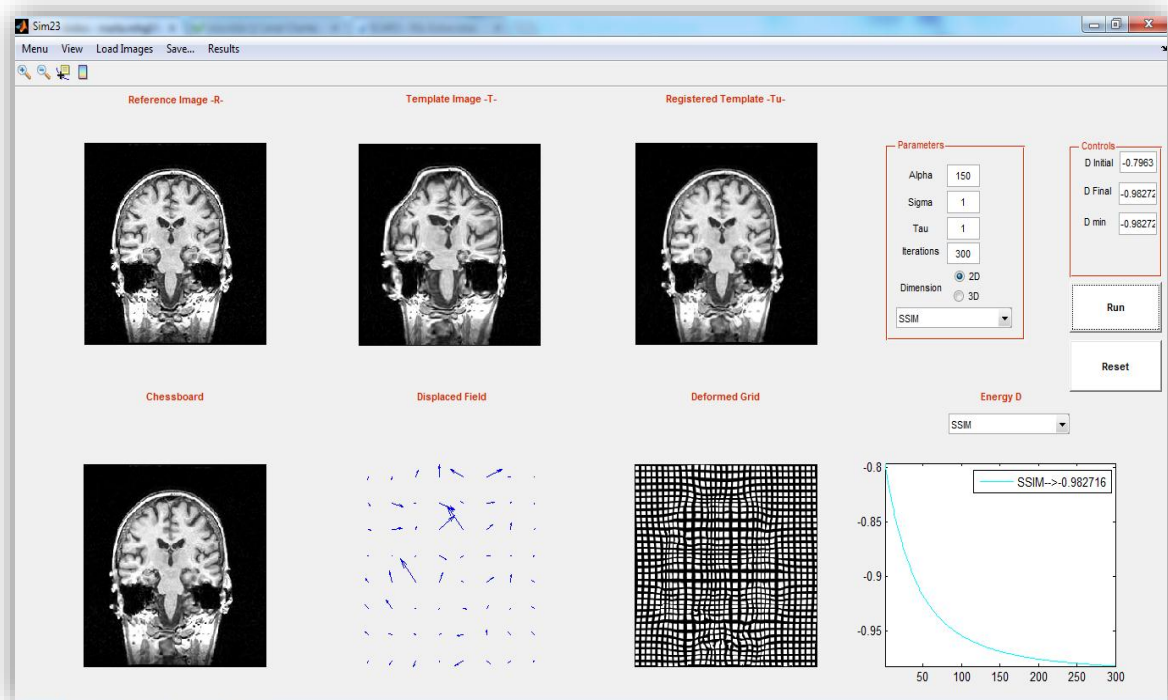 Sim23
Menu View Load Images Save... Results
Reference Image -R-
Template Image -T-
Registered Template -Tu-
Parameters
Alpha 150
Sigma 1
Tau 1
Iterations 300
Dimension
2D
3D
SSIM
Controls
D Initial -0.7963
D Final -0.98272
D min -0.98272
Run
Reset
Chessboard
Displaced Field
Deformed Grid
Energy D
SSIM
SSIM-->-0.982716
-0.8
-0.85
-0.9
-0.95
50 100 150 200 250 300